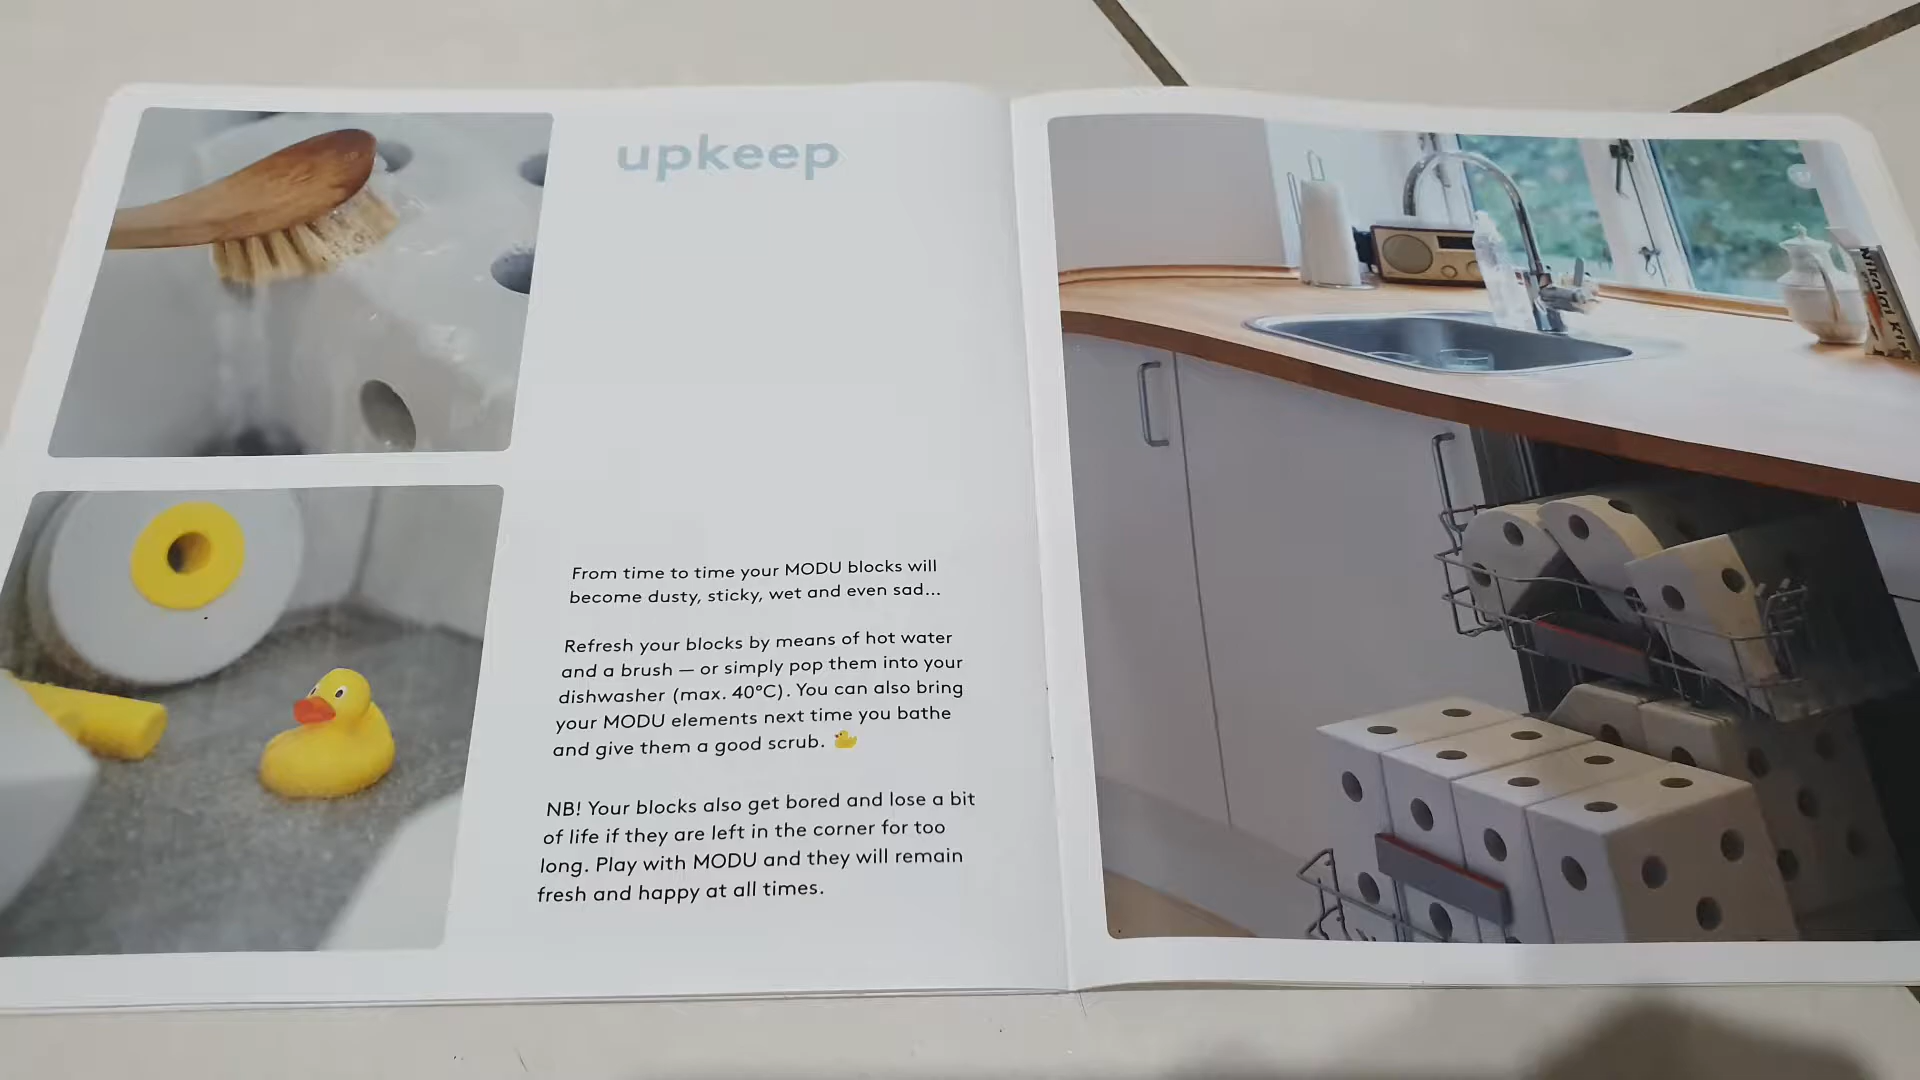 upkeep
From time to time your MODU blocks will
become dusty, sticky, wet and even sad...
Refresh your blocks by means of hot water
and a brush — or simply pop them into your
dishwasher (max. 40°C). You can also bring
your MODU elements next time you bathe
and give them a good scrub. 🦆
NB! Your blocks also get bored and lose a bit
of life if they are left in the corner for too
long. Play with MODU and they will remain
fresh and happy at all times.